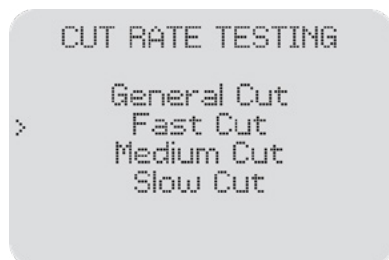 CUT RATE TESTING
General Cut
> Fast Cut
Medium Cut
Slow Cut